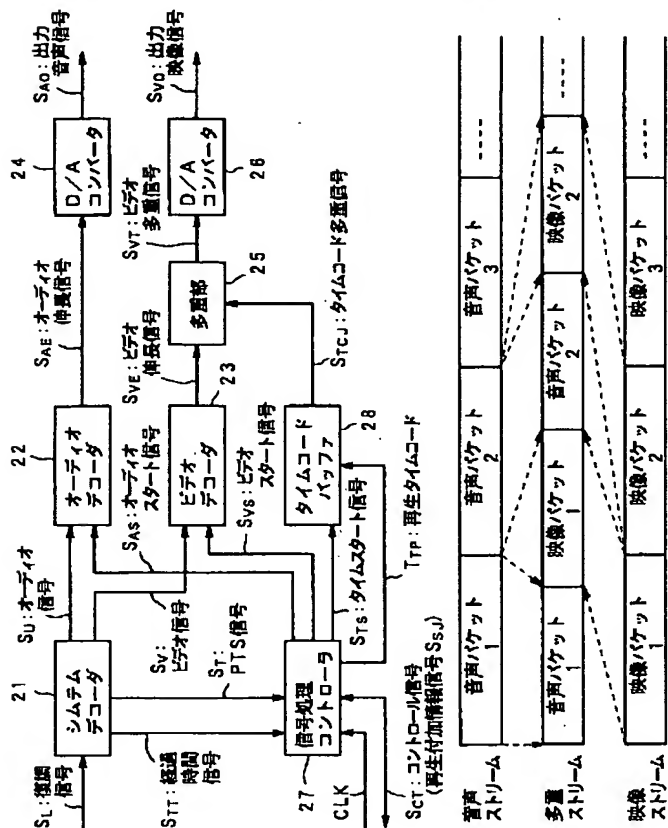 SL:復調
信号
21
システム
デコーダ
SU:オーディオ
信号
22
オーディオ
デコーダ
SAE:オーディオ
伸長信号
24
D/A
コンバータ
SAO:出力
音声信号
SAS:オーディオ
スタート信号
SV:
ビデオ信号
ビデオ
デコーダ
23
SVE:ビデオ
伸長信号
多重部
25
SVT:ビデオ
多重信号
D/A
コンバータ
26
SVO:出力
映像信号
STT:経過
時間
信号
ST:
PTS信号
SVS:ビデオ
スタート信号
信号処理
コントローラ
27
STS:タイムスタート信号
タイムコード
バッファ
28
STCJ:タイムコード多重信号
TTP:再生タイムコード
CLK
SCT:コントロール信号
(再生付加情報信号SSJ)
音声
ストリーム
音声パケット
1
音声パケット
2
音声パケット
3
----
多重
ストリーム
音声パケット
1
映像パケット
1
音声パケット
2
映像パケット
2
----
映像
ストリーム
映像パケット
1
映像パケット
2
映像パケット
3
----